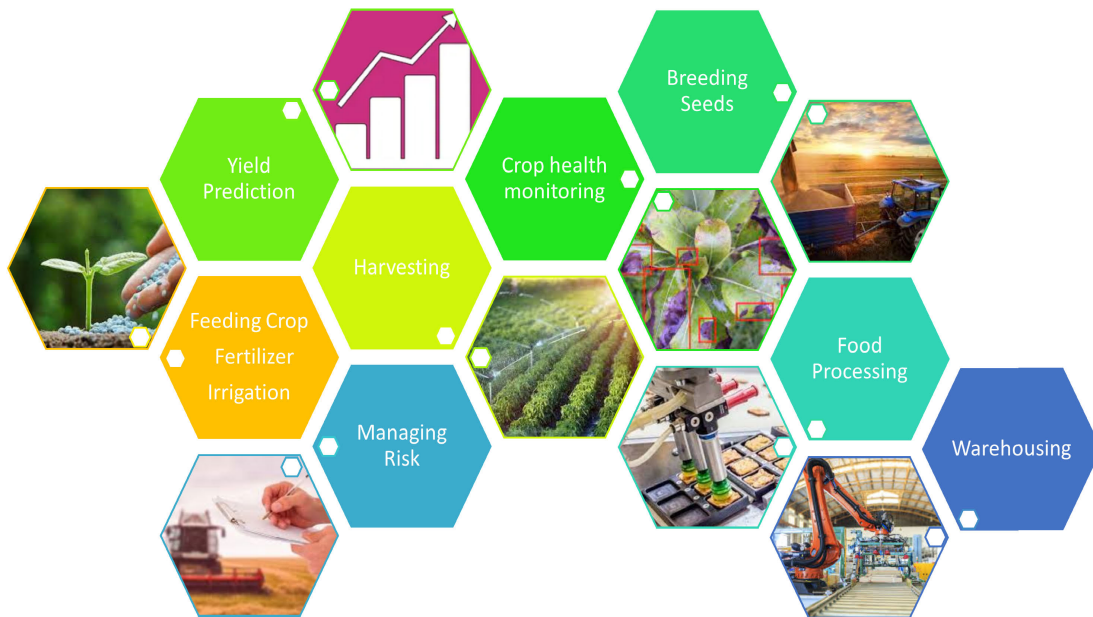 Breeding
Seeds
Yield
Prediction
Crop health
monitoring
Harvesting
Feeding Crop
Fertilizer
Irrigation
Food
Processing
Managing
Risk
Warehousing